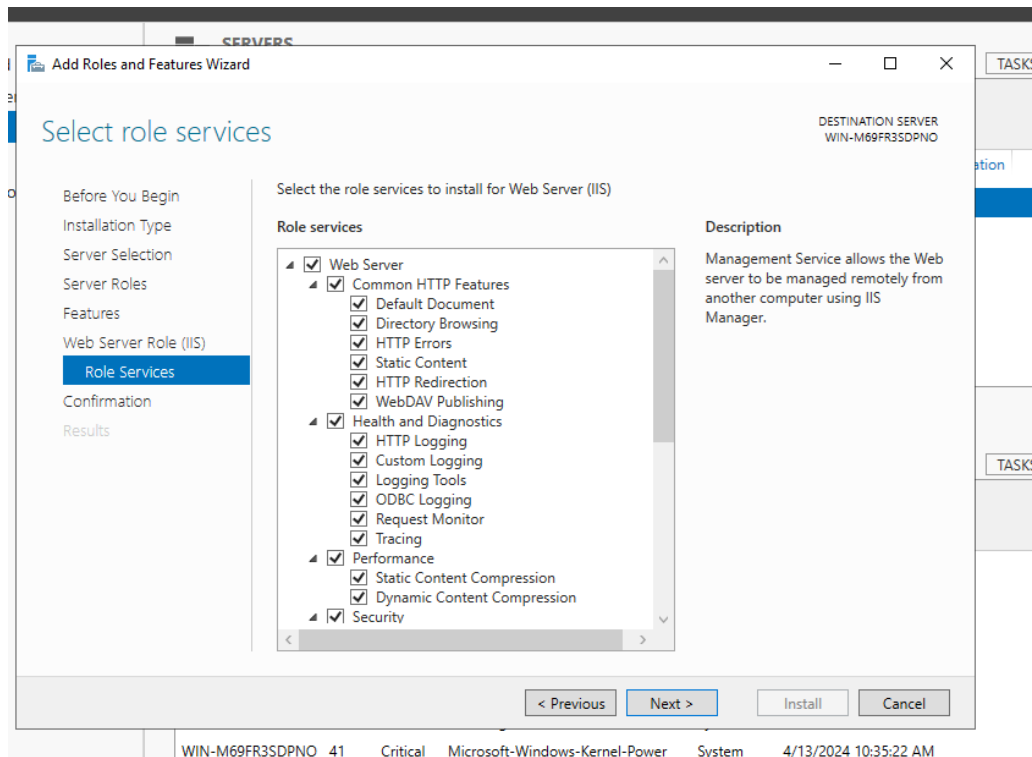 SERVERS
Add Roles and Features Wizard
TASKS
Select role services
DESTINATION SERVER
WIN-M69FR3SDPNO
Before You Begin
Installation Type
Server Selection
Server Roles
Features
Web Server Role (IIS)
Role Services
Confirmation
Results
Select the role services to install for Web Server (IIS)
Role services
Web Server
Common HTTP Features
Default Document
Directory Browsing
HTTP Errors
Static Content
HTTP Redirection
WebDAV Publishing
Health and Diagnostics
HTTP Logging
Custom Logging
Logging Tools
ODBC Logging
Request Monitor
Tracing
Performance
Static Content Compression
Dynamic Content Compression
Security
Description
Management Service allows the Web
server to be managed remotely from
another computer using IIS
Manager.
TASKS
< Previous
Next >
Install
Cancel
WIN-M69FR3SDPNO 41 Critical Microsoft-Windows-Kernel-Power System 4/13/2024 10:35:22 AM